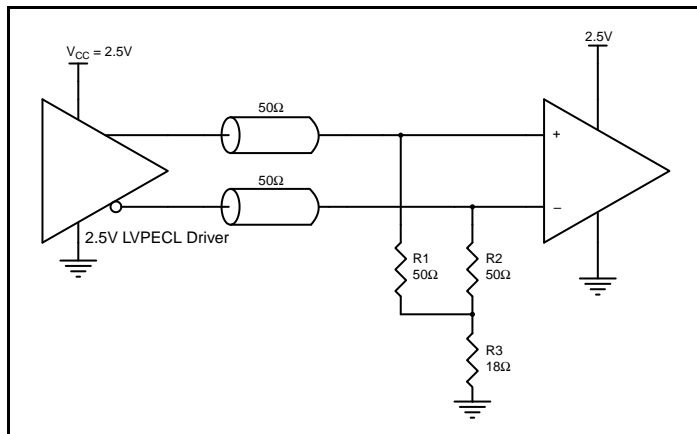 2.5V
V_CC = 2.5V
50Ω
+
50Ω
–
2.5V LVPECL Driver
R1
50Ω
R2
50Ω
R3
18Ω